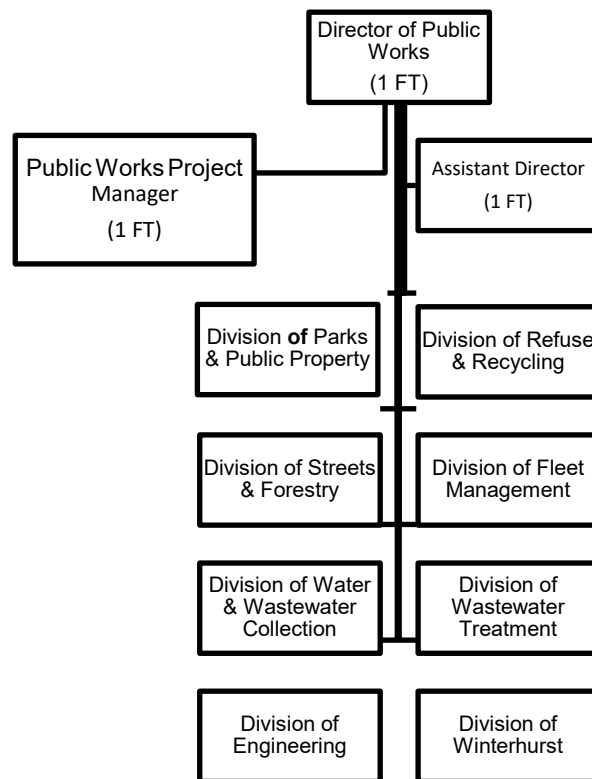 Director of Public
Works
(1 FT)
Public Works Project
Manager
(1 FT)
Assistant Director
(1 FT)
Division of Parks
& Public Property
Division of Refuse
& Recycling
Division of Streets
& Forestry
Division of Fleet
Management
Division of Water
& Wastewater
Collection
Division of
Wastewater
Treatment
Division of
Engineering
Division of
Winterhurst